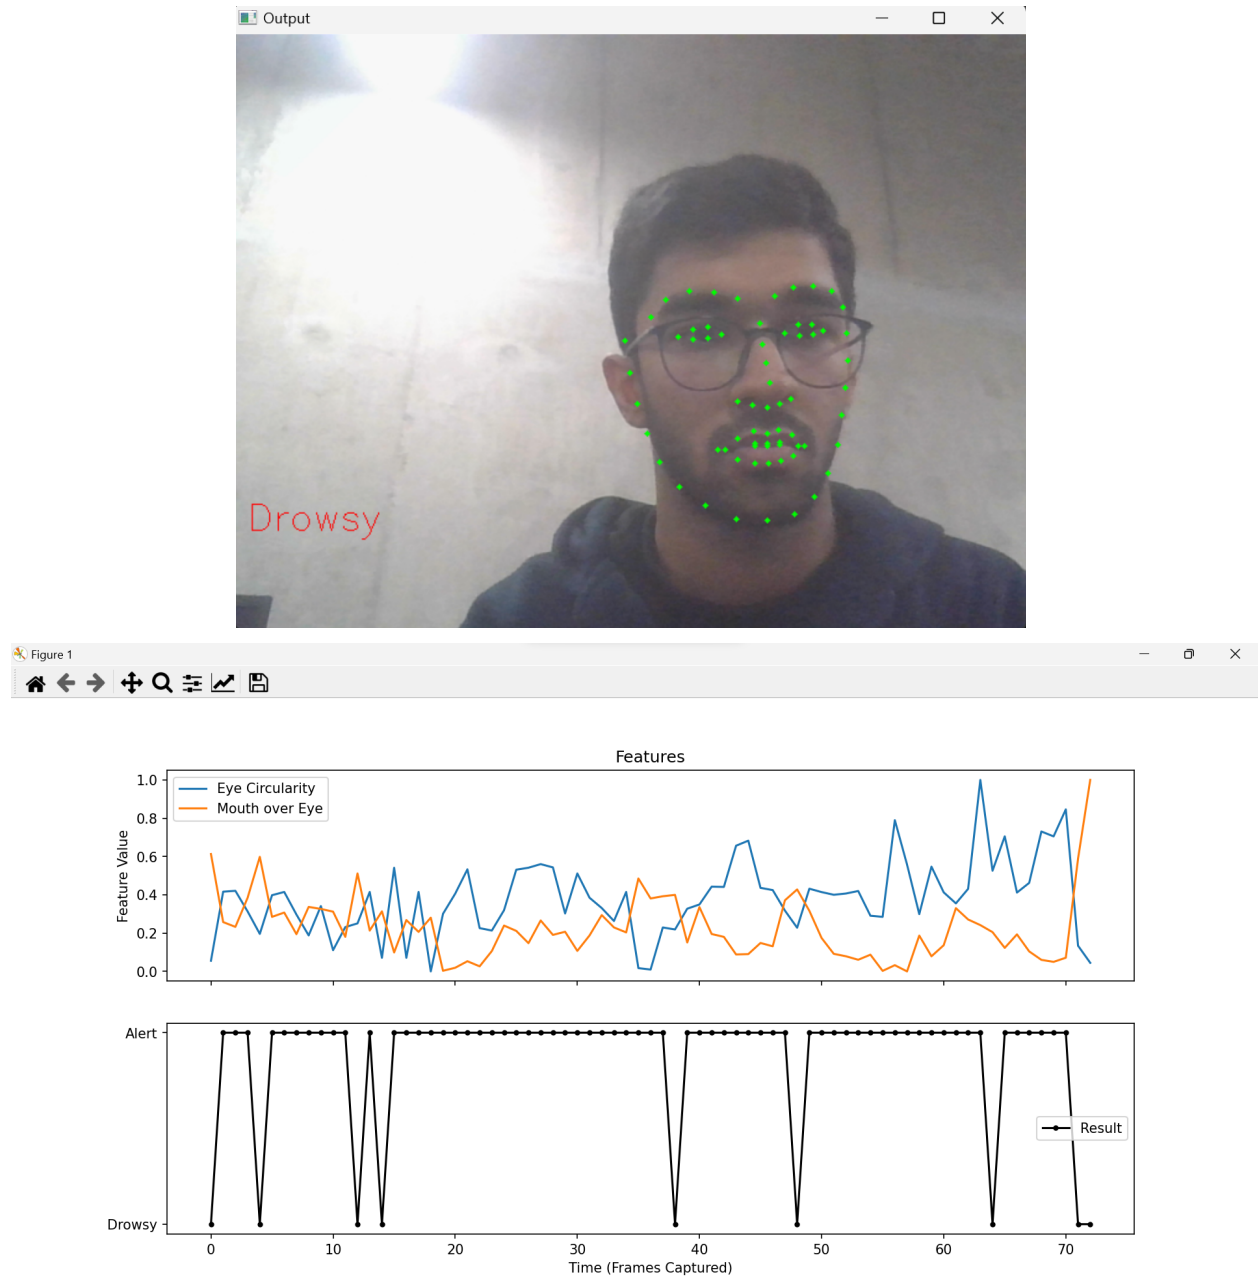 Output
Drowsy
Figure 1
Features
Eye Circularity
Mouth over Eye
Feature Value
1.0
0.8
0.6
0.4
0.2
0.0
Alert
Drowsy
Result
0 10 20 30 40 50 60 70
Time (Frames Captured)